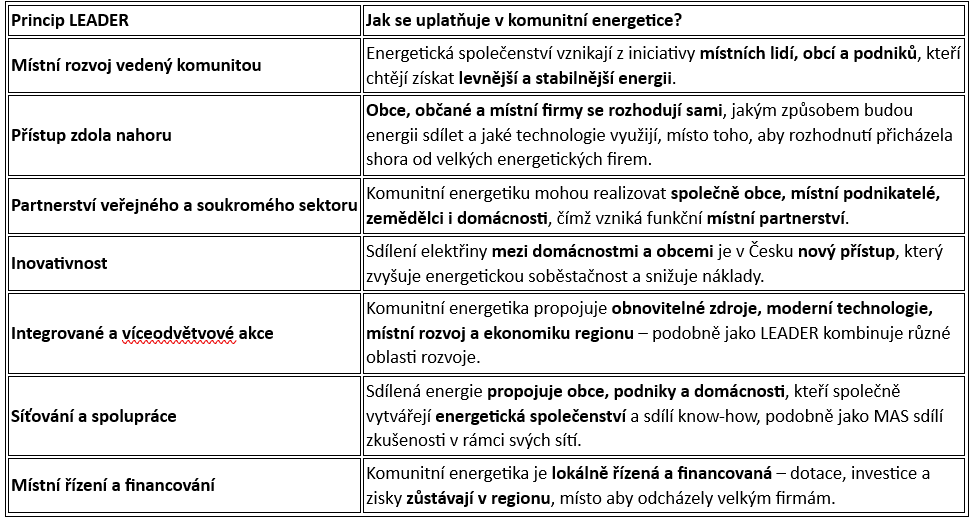 Princip LEADER
Jak se uplatňuje v komunitní energetice?
Místní rozvoj vedený komunitou
Energetická společenství vznikají z iniciativy místních lidí, obcí a podniků, kteří
chtějí získat levnější a stabilnější energii.
Přístup zdola nahoru
Obce, občané a místní firmy se rozhodují sami, jakým způsobem budou
energii sdílet a jaké technologie využijí, místo toho, aby rozhodnutí přicházela
shora od velkých energetických firem.
Partnerství veřejného a soukromého sektoru
Komunitní energetiku mohou realizovat společně obce, místní podnikatelé,
zemědělci i domácnosti, čímž vzniká funkční místní partnerství.
Inovativnost
Sdílení elektřiny mezi domácnostmi a obcemi je v Česku nový přístup, který
zvyšuje energetickou soběstačnost a snižuje náklady.
Integrované a víceodvětvové akce
Komunitní energetika propojuje obnovitelné zdroje, moderní technologie,
místní rozvoj a ekonomiku regionu – podobně jako LEADER kombinuje různé
oblasti rozvoje.
Síťování a spolupráce
Sdílená energie propojuje obce, podniky a domácnosti, kteří společně
vytvářejí energetická společenství a sdílí know-how, podobně jako MAS sdílí
zkušenosti v rámci svých sítí.
Místní řízení a financování
Komunitní energetika je lokálně řízená a financovaná – dotace, investice a
zisky zůstávají v regionu, místo aby odcházely velkým firmám.